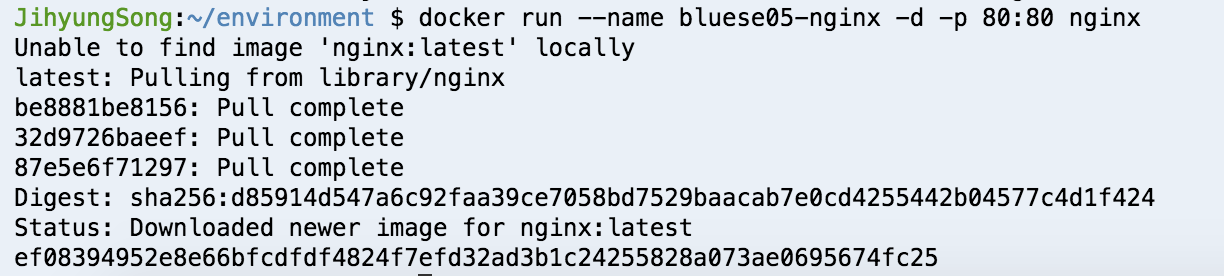 JihyungSong:~/environment $ docker run --name bluese05-nginx -d -p 80:80 nginx
Unable to find image 'nginx:latest' locally
latest: Pulling from library/nginx
be8881be8156: Pull complete
32d9726baeef: Pull complete
87e5e6f71297: Pull complete
Digest: sha256:d85914d547a6c92faa39ce7058bd7529baacab7e0cd4255442b04577c4d1f424
Status: Downloaded newer image for nginx:latest
ef08394952e8e66bfcdfdf4824f7efd32ad3b1c24255828a073ae0695674fc25